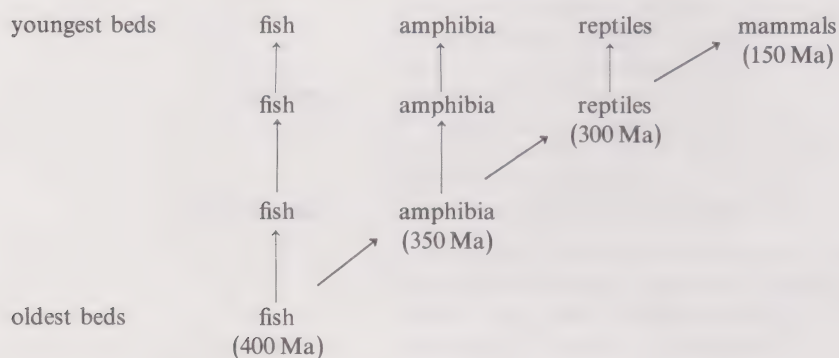 youngest beds fish amphibia reptiles mammals
(150 Ma)
fish amphibia reptiles
(300 Ma)
fish amphibia
(350 Ma)
oldest beds fish
(400 Ma)